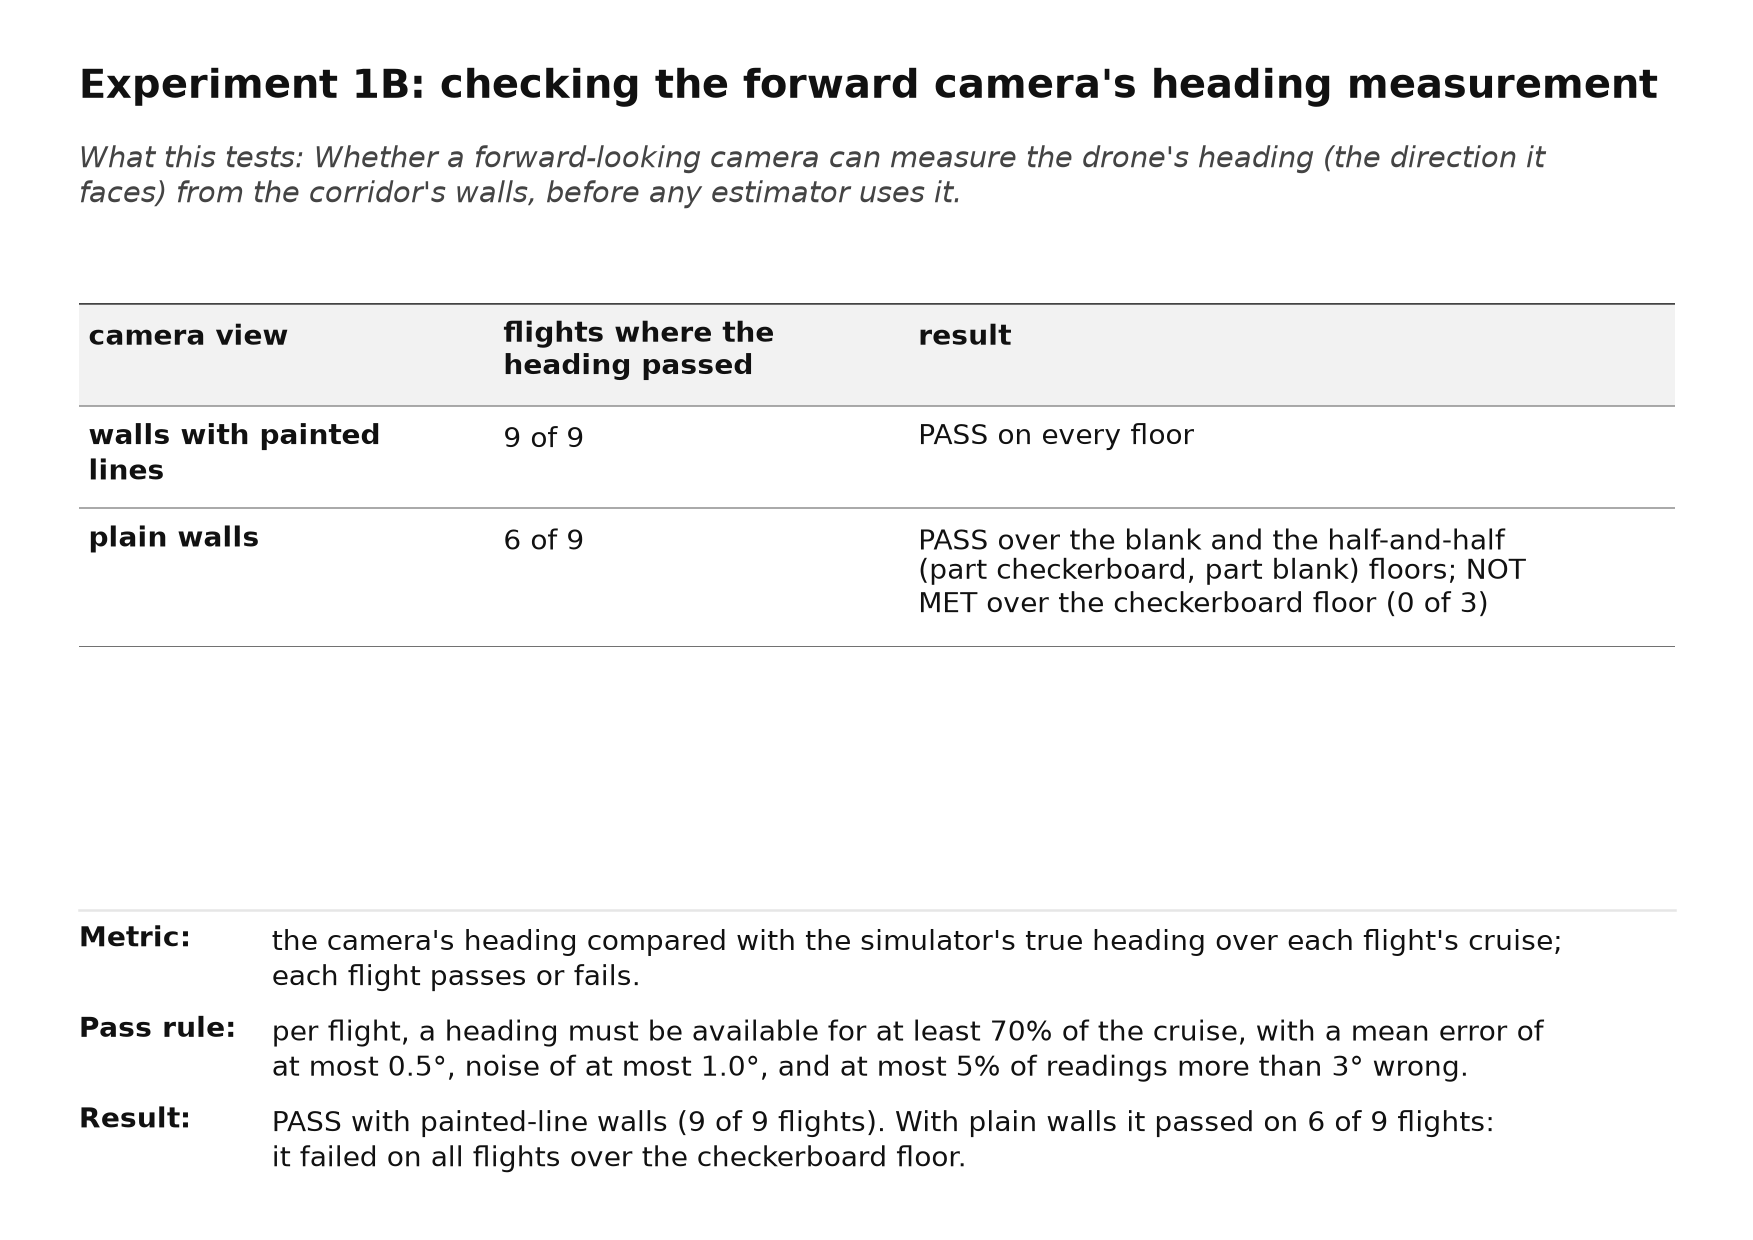 Experiment 1B: checking the forward camera's heading measurement
What this tests: Whether a forward-looking camera can measure the drone's heading (the direction it
faces) from the corridor's walls, before any estimator uses it.
camera view
flights where the
heading passed
result
walls with painted
lines
9 of 9
PASS on every floor
plain walls
6 of 9
PASS over the blank and the half-and-half
(part checkerboard, part blank) floors; NOT
MET over the checkerboard floor (0 of 3)
Metric:
the camera's heading compared with the simulator's true heading over each flight's cruise;
each flight passes or fails.
Pass rule:
per flight, a heading must be available for at least 70% of the cruise, with a mean error of
at most 0.5°, noise of at most 1.0°, and at most 5% of readings more than 3° wrong.
Result:
PASS with painted-line walls (9 of 9 flights). With plain walls it passed on 6 of 9 flights:
it failed on all flights over the checkerboard floor.